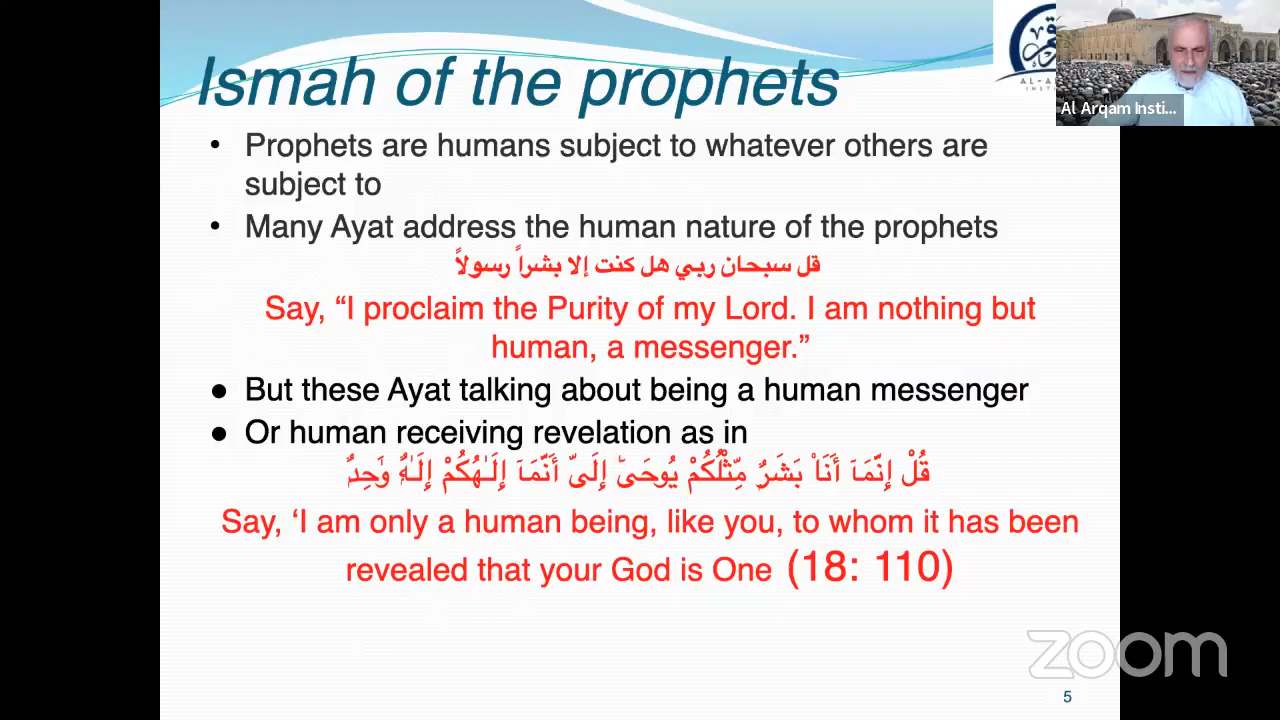 Ismah of the prophets
Al Arqam Insti...
• Prophets are humans subject to whatever others are
subject to
• Many Ayat address the human nature of the prophets
قل سبحان ربي هل كنت إلا بشراً رسولاً
Say, “I proclaim the Purity of my Lord. I am nothing but
human, a messenger.”
● But these Ayat talking about being a human messenger
● Or human receiving revelation as in
قُلْ إِنَّمَآ أَنَا۠ بَشَرٌ مِّثْلُكُمْ يُوحَىٰٓ إِلَىَّ أَنَّمَآ إِلَـٰهُكُمْ إِلَـٰهٌ وَٰحِدٌ
Say, ‘I am only a human being, like you, to whom it has been
revealed that your God is One (18: 110)
zoom
5